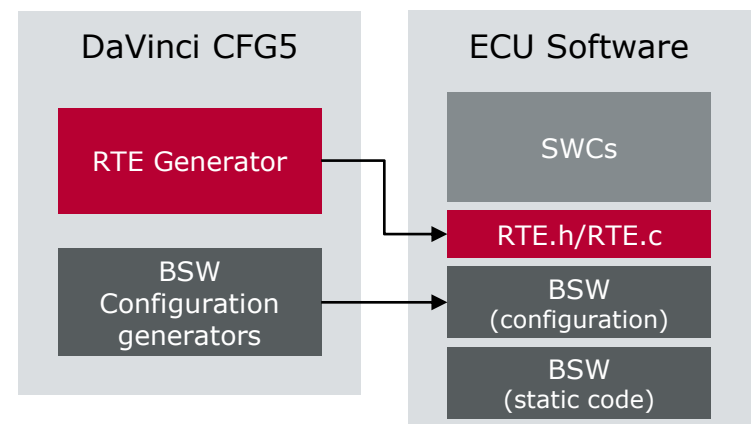 DaVinci CFG5
RTE Generator
BSW
Configuration
generators
ECU Software
SWCs
RTE.h/RTE.c
BSW
(configuration)
BSW
(static code)